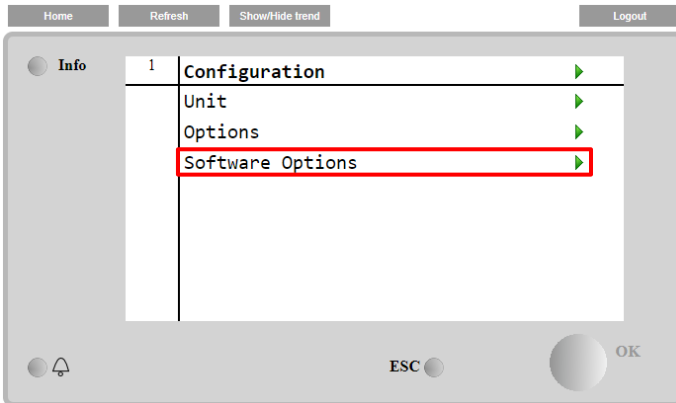 Home Refresh Show/Hide trend Logout
Info
1 Configuration
Unit
Options
Software Options
ESC
OK